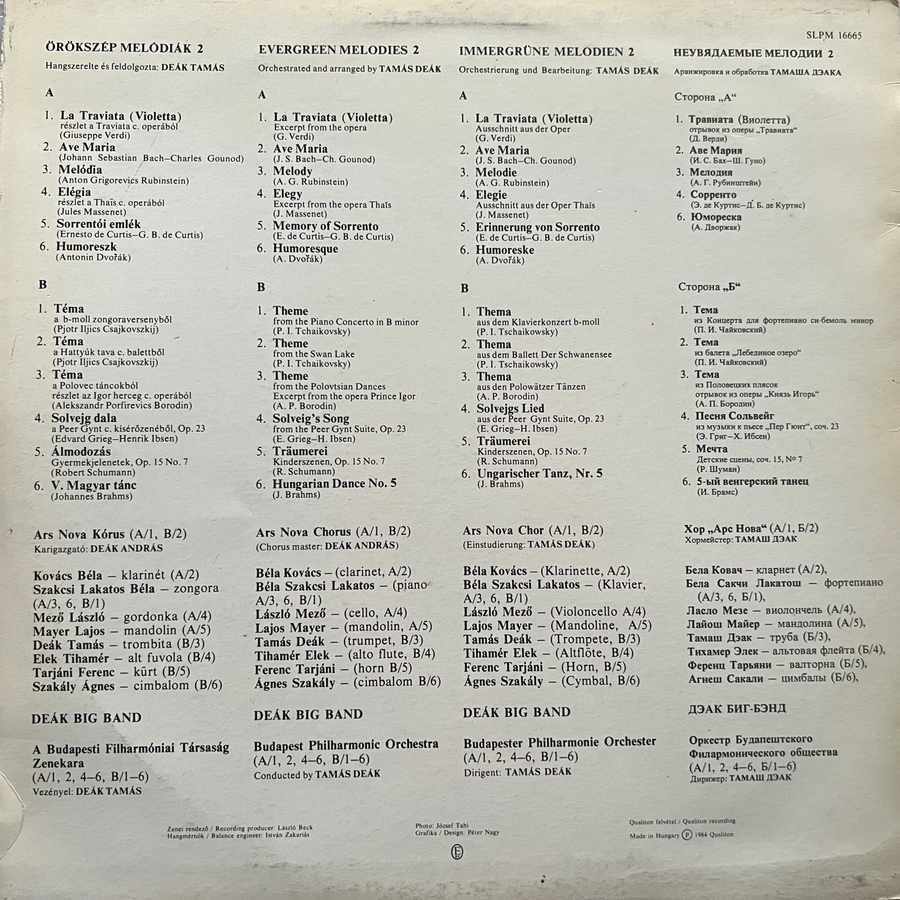 SLPM 16665
ÖRÖKSZÉP MELÓDIÁK 2
Hangszerelte és feldolgozta: DEÁK TAMÁS
A
1. La Traviata (Violetta)
részlet a Traviata c. operából
(Giuseppe Verdi)
2. Ave Maria
(Johann Sebastian Bach–Charles Gounod)
3. Melódia
(Anton Grigorevics Rubinstein)
4. Elégia
részlet a Thaïs c. operából
(Jules Massenet)
5. Sorrentói emlék
(Ernesto de Curtis–G. B. de Curtis)
6. Humoreszk
(Antonin Dvořák)
B
1. Téma
a b-moll zongoraversenyből
(Pjotr Iljics Csajkovszkij)
2. Téma
a Hattyúk tava c. balettből
(Pjotr Iljics Csajkovszkij)
3. Téma
a Polovec táncokból
részlet az Igor herceg c. operából
(Alekszandr Porfirevics Borodin)
4. Solvejg dala
a Peer Gynt c. kísérőzenéből, Op. 23
(Edvard Grieg–Henrik Ibsen)
5. Álmodozás
Gyermekjelenetek, Op. 15 No. 7
(Robert Schumann)
6. V. Magyar tánc
(Johannes Brahms)
Ars Nova Kórus (A/1, B/2)
Karigazgató: DEÁK ANDRÁS
Kovács Béla – klarinét (A/2)
Szakcsi Lakatos Béla – zongora
(A/3, 6, B/1)
Mező László – gordonka (A/4)
Mayer Lajos – mandolin (A/5)
Deák Tamás – trombita (B/3)
Elek Tihamér – alt fuvola (B/4)
Tarjáni Ferenc – kürt (B/5)
Szakály Ágnes – cimbalom (B/6)
DEÁK BIG BAND
A Budapesti Filharmóniai Társaság
Zenekara
(A/1, 2, 4–6, B/1–6)
Vezényel: DEÁK TAMÁS
EVERGREEN MELODIES 2
Orchestrated and arranged by TAMÁS DEÁK
A
1. La Traviata (Violetta)
Excerpt from the opera
(G. Verdi)
2. Ave Maria
(J. S. Bach–Ch. Gounod)
3. Melody
(A. G. Rubinstein)
4. Elegy
Excerpt from the opera Thaïs
(J. Massenet)
5. Memory of Sorrento
(E. de Curtis–G. B. de Curtis)
6. Humoresque
(A. Dvořák)
B
1. Theme
from the Piano Concerto in B minor
(P. I. Tchaikovsky)
2. Theme
from the Swan Lake
(P. I. Tchaikovsky)
3. Theme
from the Polovtsian Dances
Excerpt from the opera Prince Igor
(A. P. Borodin)
4. Solveig's Song
from the Peer Gynt Suite, Op. 23
(E. Grieg–H. Ibsen)
5. Träumerei
Kinderszenen, Op. 15 No. 7
(R. Schumann)
6. Hungarian Dance No. 5
(J. Brahms)
Ars Nova Chorus (A/1, B/2)
(Chorus master: DEÁK ANDRÁS)
Béla Kovács – (clarinet, A/2)
Béla Szakcsi Lakatos – (piano
A/3, 6, B/1)
László Mező – (cello, A/4)
Lajos Mayer – (mandolin, A/5)
Tamás Deák – (trumpet, B/3)
Tihamér Elek – (alto flute, B/4)
Ferenc Tarjáni – (horn B/5)
Ágnes Szakály – (cimbalom B/6)
DEÁK BIG BAND
Budapest Philharmonic Orchestra
(A/1, 2, 4–6, B/1–6)
Conducted by TAMÁS DEÁK
IMMERGRÜNE MELODIEN 2
Orchestrierung und Bearbeitung: TAMÁS DEÁK
A
1. La Traviata (Violetta)
Ausschnitt aus der Oper
(G. Verdi)
2. Ave Maria
(J. S. Bach–Ch. Gounod)
3. Melodie
(A. G. Rubinstein)
4. Elegie
Ausschnitt aus der Oper Thaïs
(J. Massenet)
5. Erinnerung von Sorrento
(E. de Curtis–G. B. de Curtis)
6. Humoreske
(A. Dvořák)
B
1. Thema
aus dem Klavierkonzert b-moll
(P. I. Tschaikowsky)
2. Thema
aus dem Ballett Der Schwanensee
(P. I. Tschaikowsky)
3. Thema
aus den Polowätzer Tänzen
(A. P. Borodin)
4. Solvejgs Lied
aus der Peer Gynt Suite, Op. 23
(E. Grieg–H. Ibsen)
5. Träumerei
Kinderszenen, Op. 15 No. 7
(R. Schumann)
6. Ungarischer Tanz, Nr. 5
(J. Brahms)
Ars Nova Chor (A/1, B/2)
(Einstudierung: TAMÁS DEÁK)
Béla Kovács – (Klarinette, A/2)
Béla Szakcsi Lakatos – (Klavier,
A/3, 6, B/1)
László Mező – (Violoncello A/4)
Lajos Mayer – (Mandoline, A/5)
Tamás Deák – (Trompete, B/3)
Tihamér Elek – (Altflöte, B/4)
Ferenc Tarjáni – (Horn, B/5)
Ágnes Szakály – (Cymbal, B/6)
DEÁK BIG BAND
Budapester Philharmonie Orchester
(A/1, 2, 4–6, B/1–6)
Dirigent: TAMÁS DEÁK
НЕУВЯДАЕМЫЕ МЕЛОДИИ 2
Аранжировка и обработка ТАМАША ДЭАКА
Сторона „А"
1. Травиата (Виолетта)
отрывок из оперы „Травиата"
(Д. Верди)
2. Аве Мария
(И. С. Бах–Ш. Гуно)
3. Мелодия
(А. Г. Рубинштейн)
4. Сорренто
(Э. де Куртис–Д. Б. де Куртис)
6. Юмореска
(А. Дворжак)
Сторона „Б"
1. Тема
из Концерта для фортепиано си-бемоль минор
(П. И. Чайковский)
2. Тема
из балета „Лебединое озеро"
(П. И. Чайковский)
3. Тема
из Половецких плясок
отрывок из оперы „Князь Игорь"
(А. П. Бородин)
4. Песня Сольвейг
из музыки к пьесе „Пер Гюнт", соч. 23
(Э. Григ–Х. Ибсен)
5. Мечта
Детские сцены, соч. 15, № 7
(Р. Шуман)
6. 5-ый венгерский танец
(И. Брамс)
Хор „Арс Нова" (А/1, Б/2)
Хормейстер: ТАМАШ ДЭАК
Бела Ковач – кларнет (А/2),
Бела Сакчи Лакатош – фортепиано
(А/3, 6, Б/1),
Ласло Мезе – виолончель (А/4),
Лайош Майер – мандолина (А/5),
Тамаш Дэак – труба (Б/3),
Тихамер Элек – альтовая флейта (Б/4),
Ференц Тарьяни – валторна (Б/5),
Агнеш Сакали – цимбалы (Б/6),
ДЭАК БИГ-БЭНД
Оркестр Будапештского
Филармонического общества
(А/1, 2, 4–6, Б/1–6)
Дирижер: ТАМАШ ДЭАК
Zenei rendező / Recording producer: László Beck
Hangmérnök / Balance engineer: István Zakariás
Photo: József Tabi
Grafika / Design: Péter Nagy
Qualiton felvétel / Qualiton recording
Made in Hungary Ⓟ 1984 Qualiton